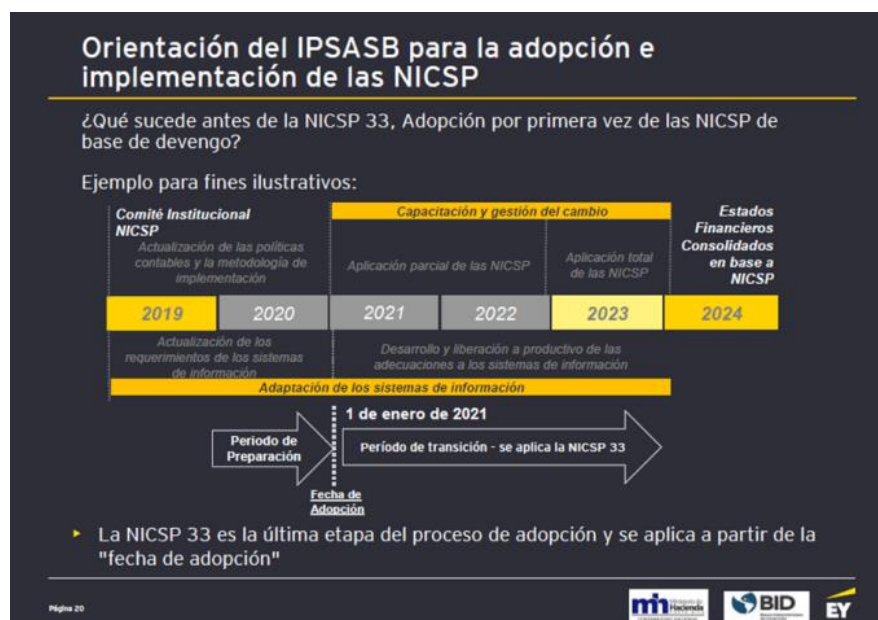 Orientación del IPSASB para la adopción e
implementación de las NICSP
¿Qué sucede antes de la NICSP 33, Adopción por primera vez de las NICSP de
base de devengo?
Ejemplo para fines ilustrativos:
Comité Institucional
NICSP
Actualización de las políticas
contables y la metodología de
implementación
Capacitación y gestión del cambio
Aplicación parcial de las NICSP
Aplicación total
de las NICSP
Estados
Financieros
Consolidados
en base a
NICSP
2019 2020 2021 2022 2023 2024
Actualización de los
requerimientos de los sistemas
de información
Desarrollo y liberación a productivo de las
adecuaciones a los sistemas de información
Adaptación de los sistemas de información
1 de enero de 2021
Periodo de
Preparación
Período de transición - se aplica la NICSP 33
Fecha de
Adopción
La NICSP 33 es la última etapa del proceso de adopción y se aplica a partir de la
"fecha de adopción"
Página 20
mh
Hacienda
BID
EY